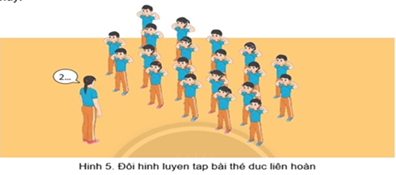 2...
Hình 5. Đội hình luyện tập bài thể dục liên hoàn